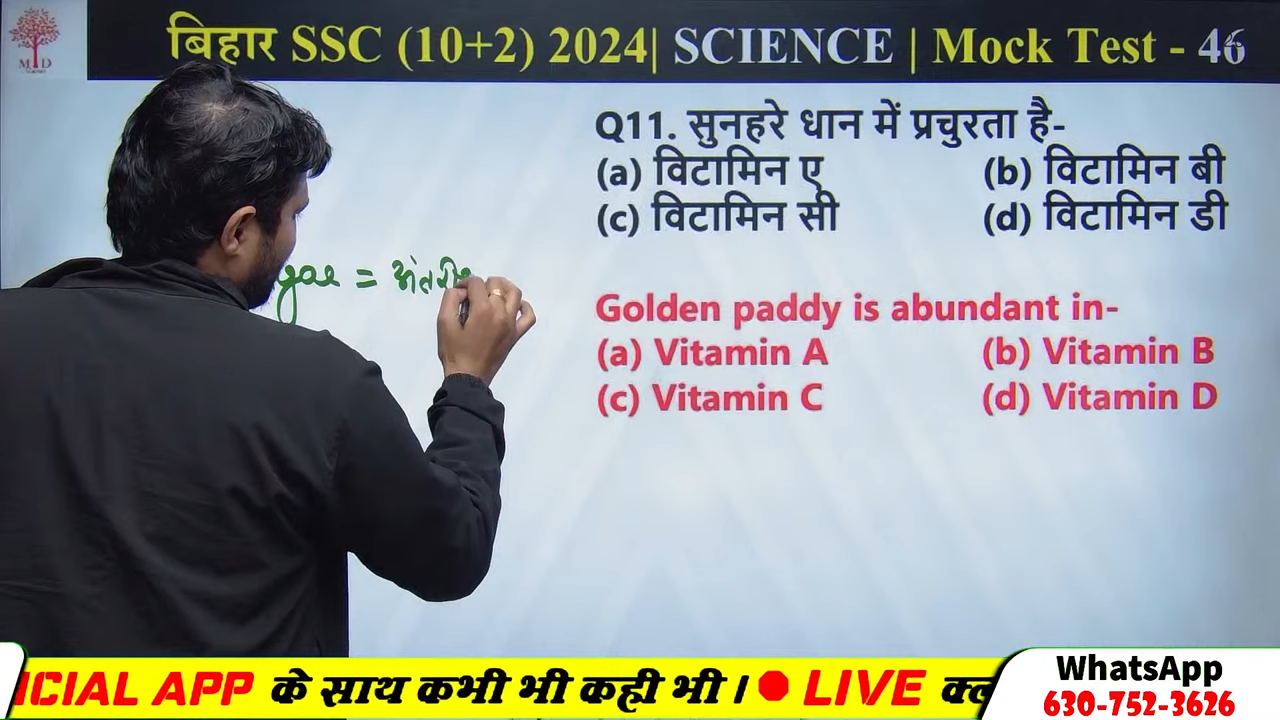 बिहार SSC (10+2) 2024| SCIENCE | Mock Test - 46
M D
Q11. सुनहरे धान में प्रचुरता है-
(a) विटामिन ए (b) विटामिन बी
(c) विटामिन सी (d) विटामिन डी
Golden paddy is abundant in-
(a) Vitamin A (b) Vitamin B
(c) Vitamin C (d) Vitamin D
=
ICIAL APP के साथ कभी भी कही भी । LIVE क्ल
WhatsApp
630-752-3626